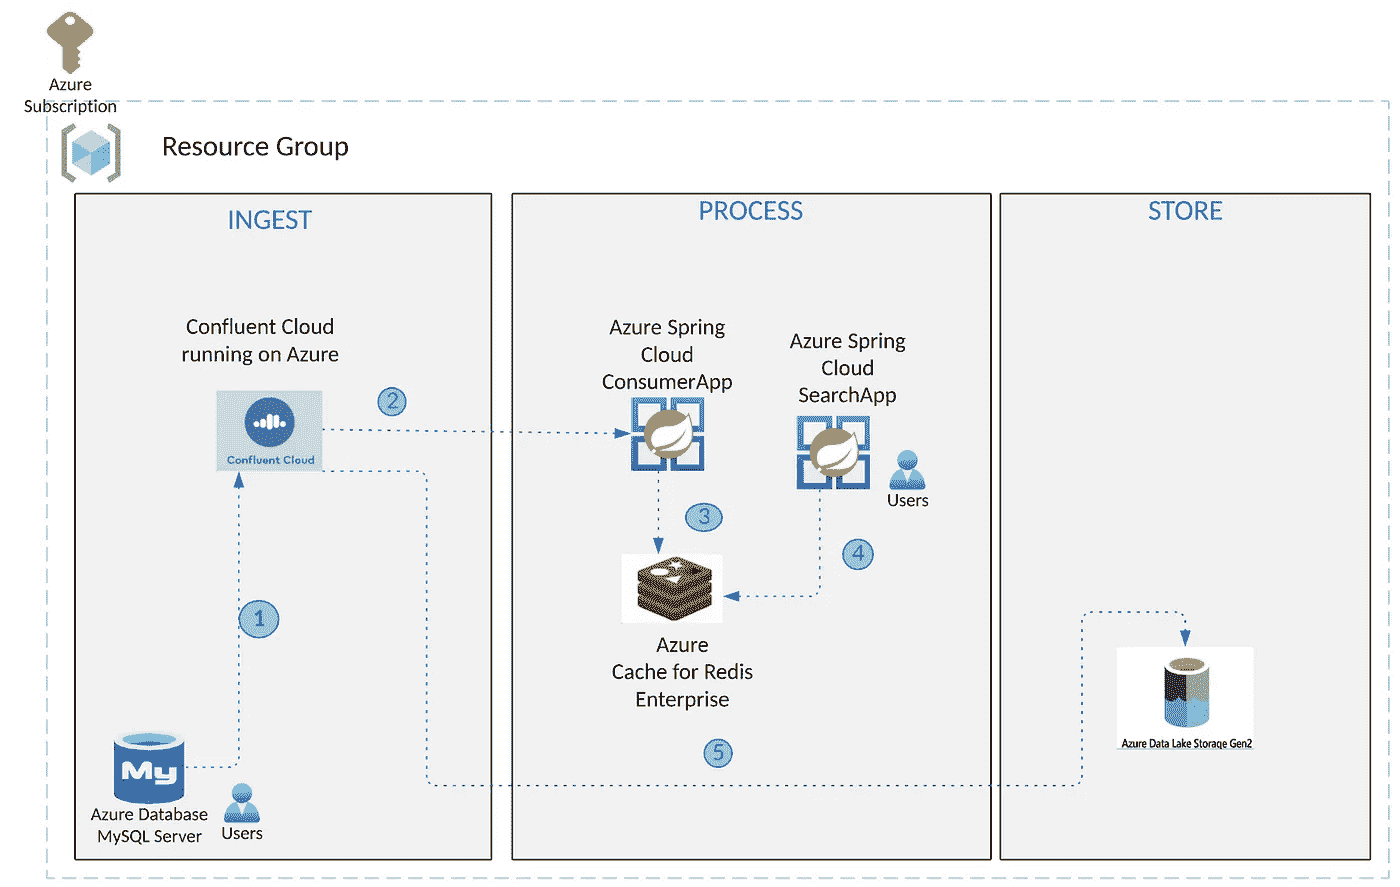 Azure
Subscription
Resource Group
INGEST
PROCESS
STORE
Confluent Cloud
running on Azure
Confluent Cloud
1
2
My
Azure Database
MySQL Server
Users
Azure Spring
Cloud
ConsumerApp
Azure Spring
Cloud
SearchApp
Users
3
4
Azure
Cache for Redis
Enterprise
5
Azure Data Lake Storage Gen2